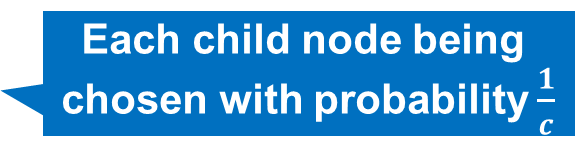 Each child node being
chosen with probability 1/c